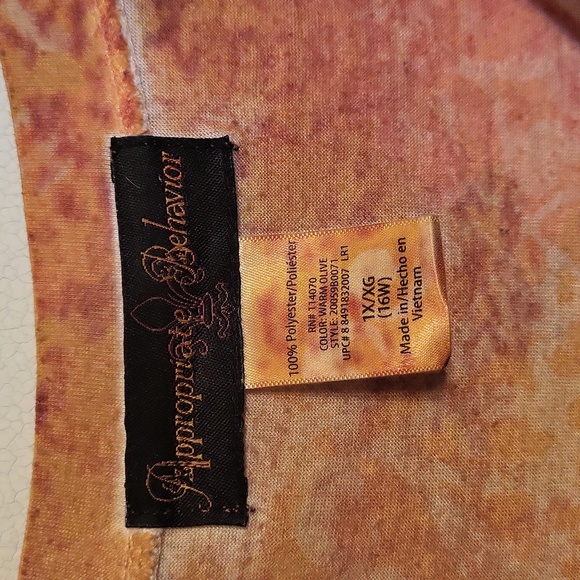 Appropriate Behavior
100% Polyester/Poliéster
RN# 114070
COLOR: WARM OLIVE
STYLE: 20059B0071
UPC# 8 8491832007 LR1
1X/XG
(16W)
Made in/Hecho en
Vietnam